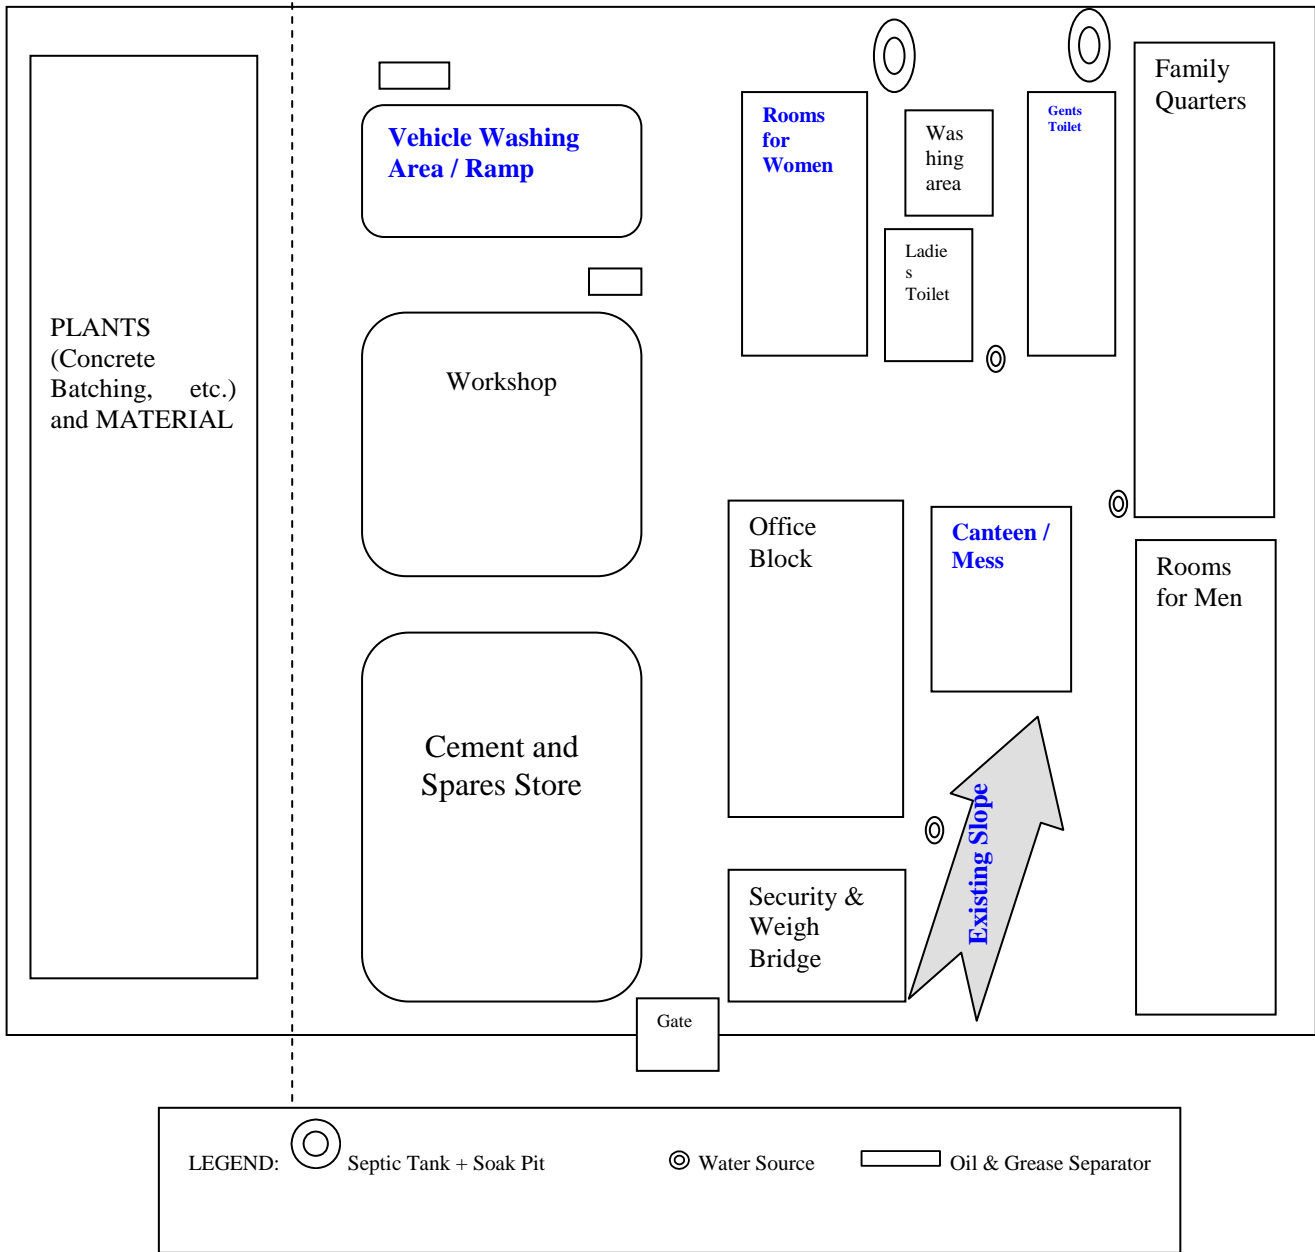 PLANTS
(Concrete
Batching, etc.)
and MATERIAL
Vehicle Washing
Area / Ramp
Workshop
Cement and
Spares Store
Rooms
for
Women
Was
hing
area
Ladie
s
Toilet
Gents
Toilet
Family
Quarters
Office
Block
Canteen /
Mess
Rooms
for Men
Existing Slope
Security &
Weigh
Bridge
Gate
LEGEND: Septic Tank + Soak Pit Water Source Oil & Grease Separator